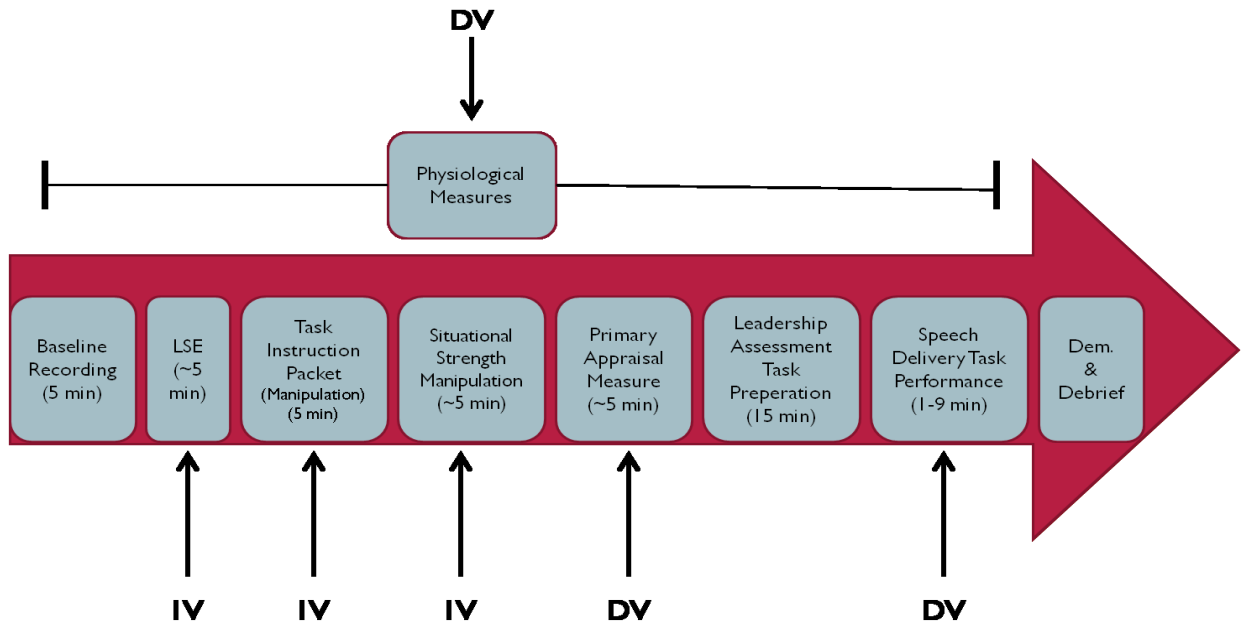 DV
Physiological
Measures
Baseline
Recording
(5 min)
LSE
(~5
min)
Task
Instruction
Packet
(Manipulation)
(5 min)
Situational
Strength
Manipulation
(~5 min)
Primary
Appraisal
Measure
(~5 min)
Leadership
Assessment
Task
Preperation
(15 min)
Speech
Delivery Task
Performance
(1-9 min)
Dem.
&
Debrief
IV
IV
IV
DV
DV